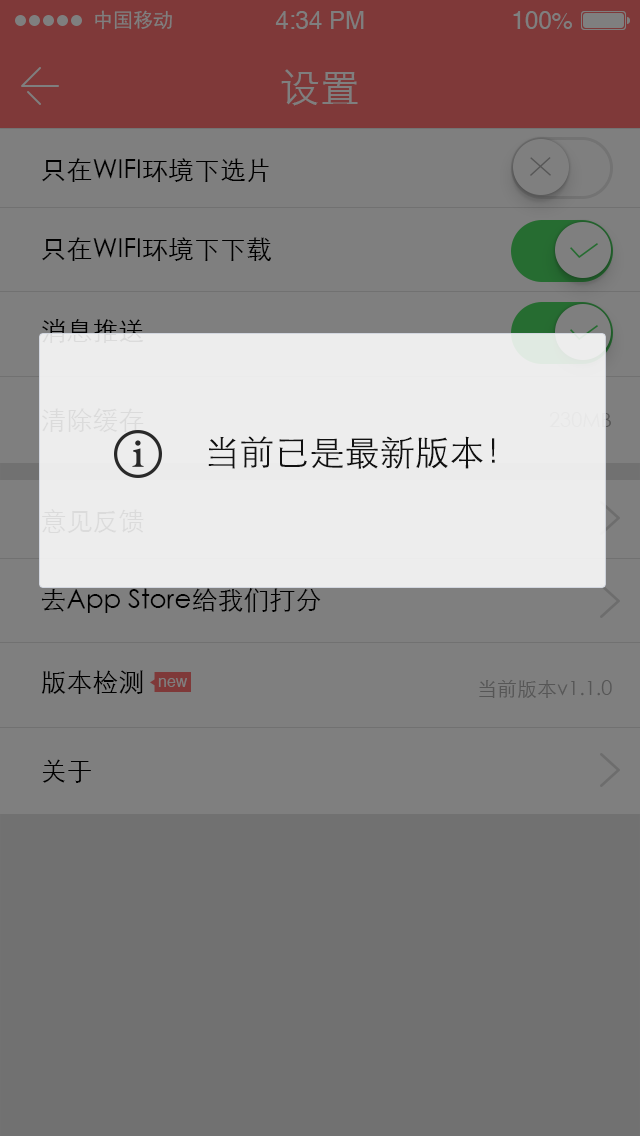 中国移动 4:34 PM 100%
设置
只在WIFI环境下选片
只在WIFI环境下下载
消息推送
清除缓存 230MB
当前已是最新版本！
意见反馈
去App Store给我们打分
版本检测 new 当前版本v1.1.0
关于